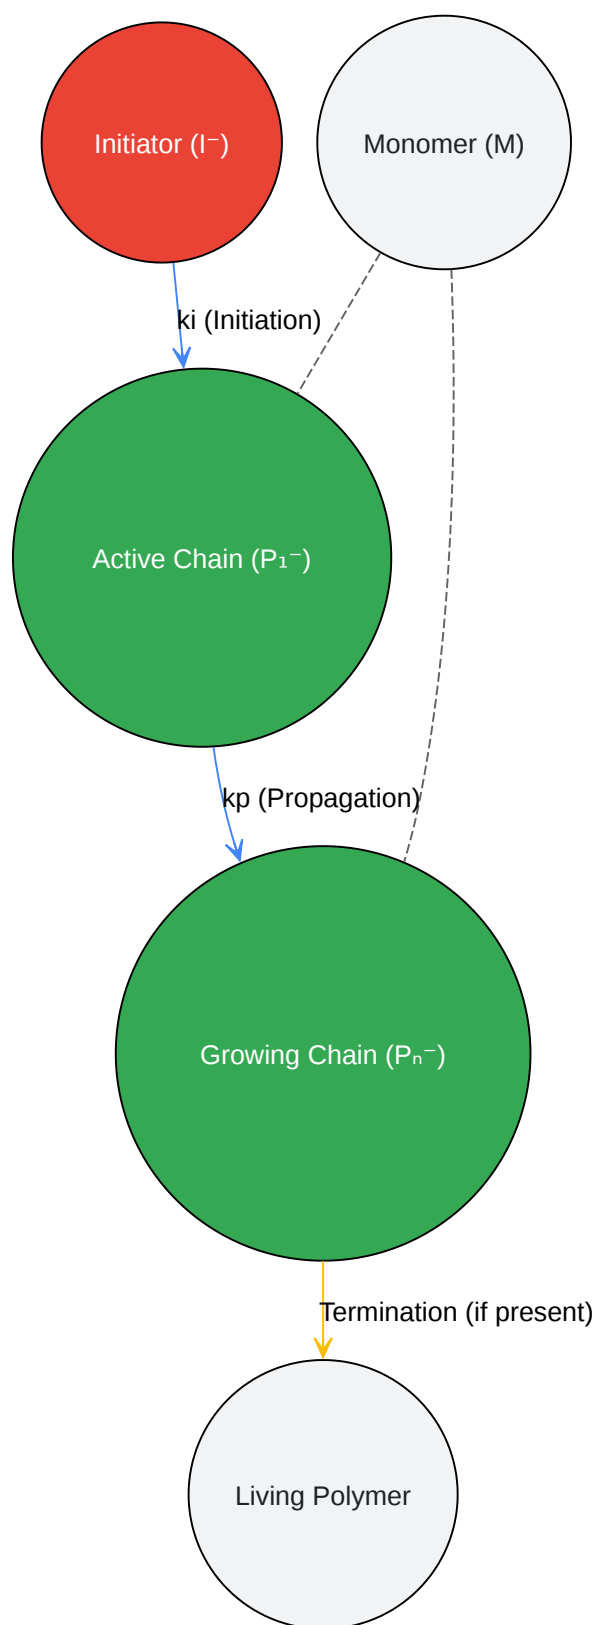 Initiator (I⁻)
Monomer (M)
ki (Initiation)
Active Chain (P₁⁻)
kp (Propagation)
Growing Chain (Pₙ⁻)
Termination (if present)
Living Polymer